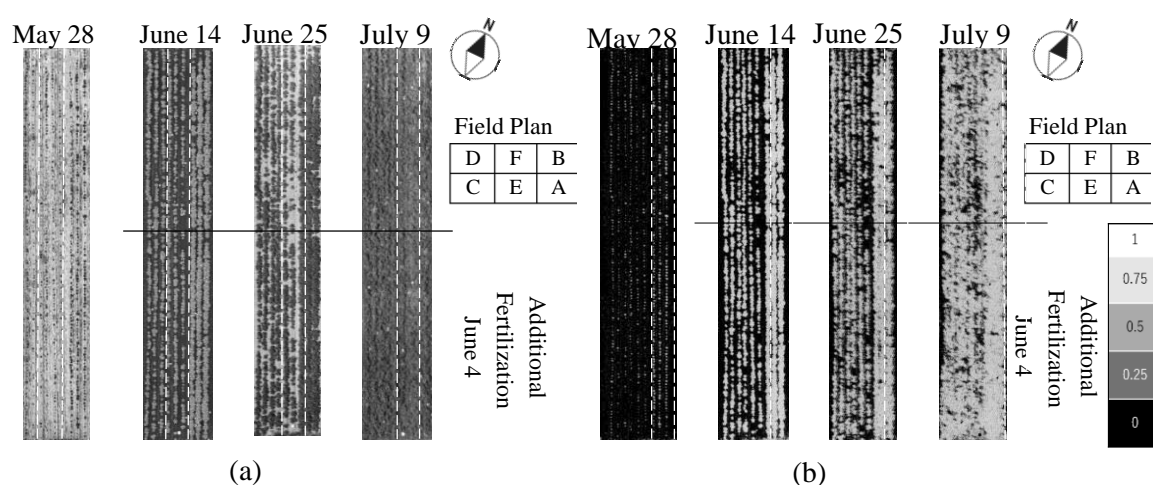 May 28 June 14 June 25 July 9
N
Field Plan
D F B
C E A
Additional
Fertilization
June 4
(a)
May 28 June 14 June 25 July 9
N
Field Plan
D F B
C E A
Additional
Fertilization
June 4
1
0.75
0.5
0.25
0
(b)